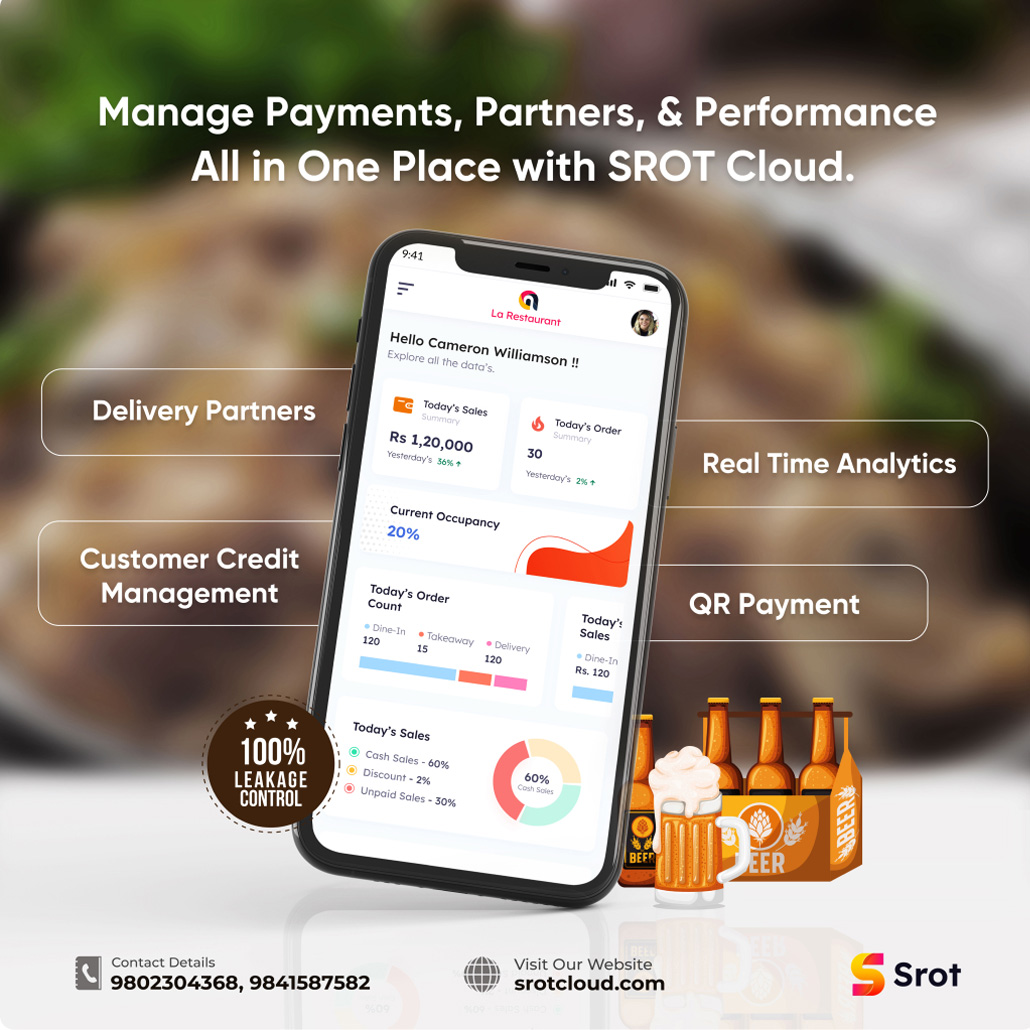 Manage Payments, Partners, & Performance
All in One Place with SROT Cloud.
9:41
La Restaurant
Hello Cameron Williamson !!
Explore all the data's.
Today's Sales
Summary
Rs 1,20,000
Yesterday's 36%
Today's Order
Summary
30
Yesterday's 2%
Current Occupancy
20%
Today's Order
Count
Dine-In
120
Takeaway
15
Delivery
120
Today's
Sales
Dine-In
Rs. 120
Today's Sales
Cash Sales - 60%
Discount - 2%
Unpaid Sales - 30%
60%
Cash Sales
Delivery Partners
Customer Credit
Management
Real Time Analytics
QR Payment
100%
LEAKAGE
CONTROL
BEER
BEER
BEER
Contact Details
9802304368, 9841587582
Visit Our Website
srotcloud.com
Srot